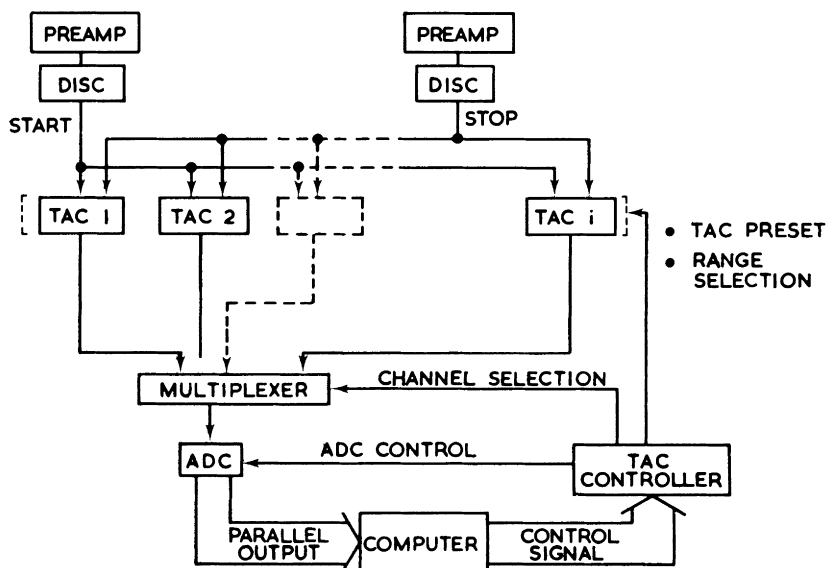 PREAMP
PREAMP
DISC
DISC
START
STOP
TAC 1
TAC 2
TAC i
• TAC PRESET
• RANGE
SELECTION
MULTIPLEXER
CHANNEL SELECTION
ADC
ADC CONTROL
TAC
CONTROLLER
PARALLEL
OUTPUT
COMPUTER
CONTROL
SIGNAL